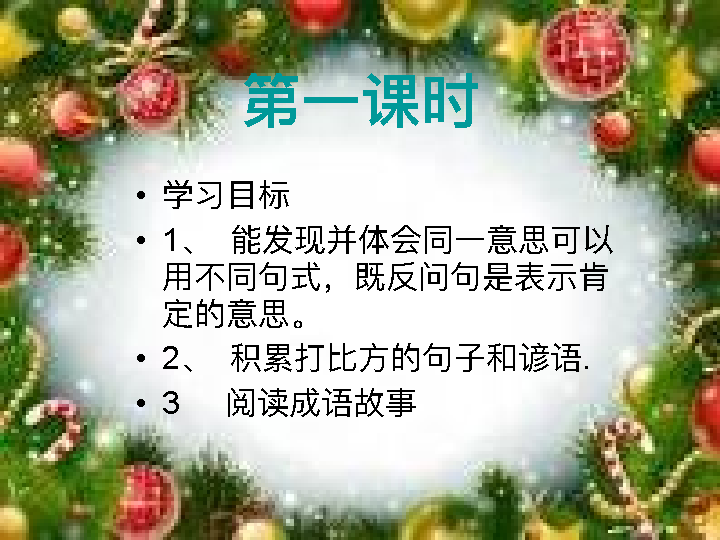 第一课时
• 学习目标
• 1、 能发现并体会同一意思可以
用不同句式，既反问句是表示肯
定的意思。
• 2、 积累打比方的句子和谚语.
• 3 阅读成语故事